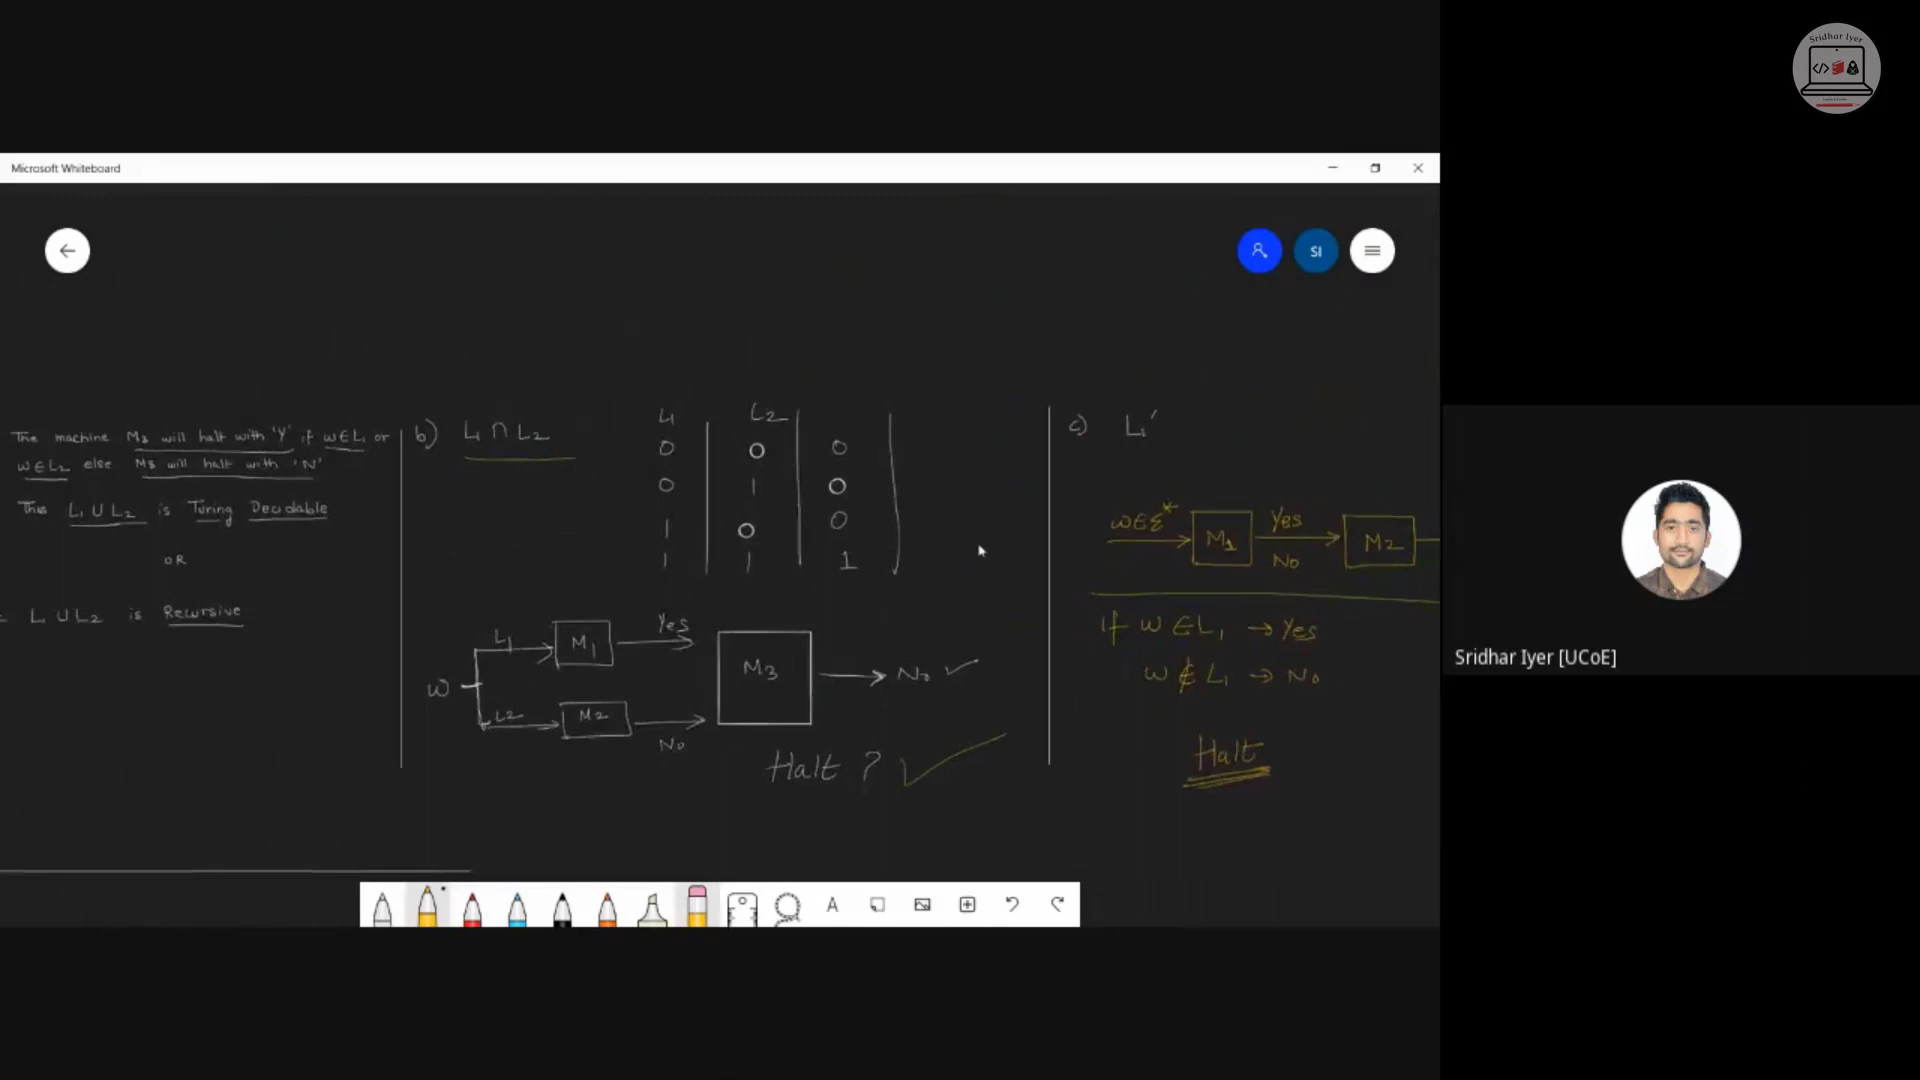 Sridhar Iyer
</>
Microsoft Whiteboard
SI
The machine M3 will halt with 'Y' if w∈L1 or
w∈L2 else M3 will halt with 'N'
This L1 ∪ L2 is Turing Decidable
OR
L1 ∪ L2 is Recursive
b) L1 ∩ L2
L1 L2
0 0 0
0 1 0
1 0 0
1 1 1
w L1 M1 Yes
L2 M2 No
M3 No ✓
Halt ? ✓
c) L1'
w∈Σ* M1 Yes No M2
If w ∈ L1 → Yes
w ∉ L1 → No
Halt
A
Sridhar Iyer [UCoE]